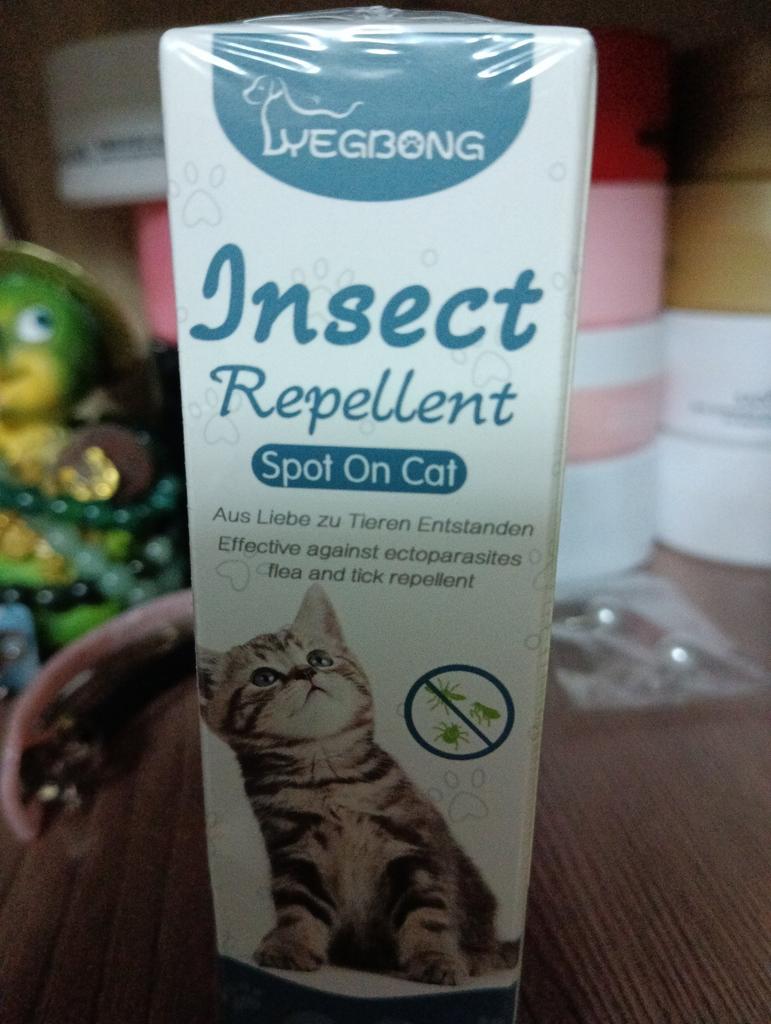 YEGBONG
Insect
Repellent
Spot On Cat
Aus Liebe zu Tieren Entstanden
Effective against ectoparasites
flea and tick repellent